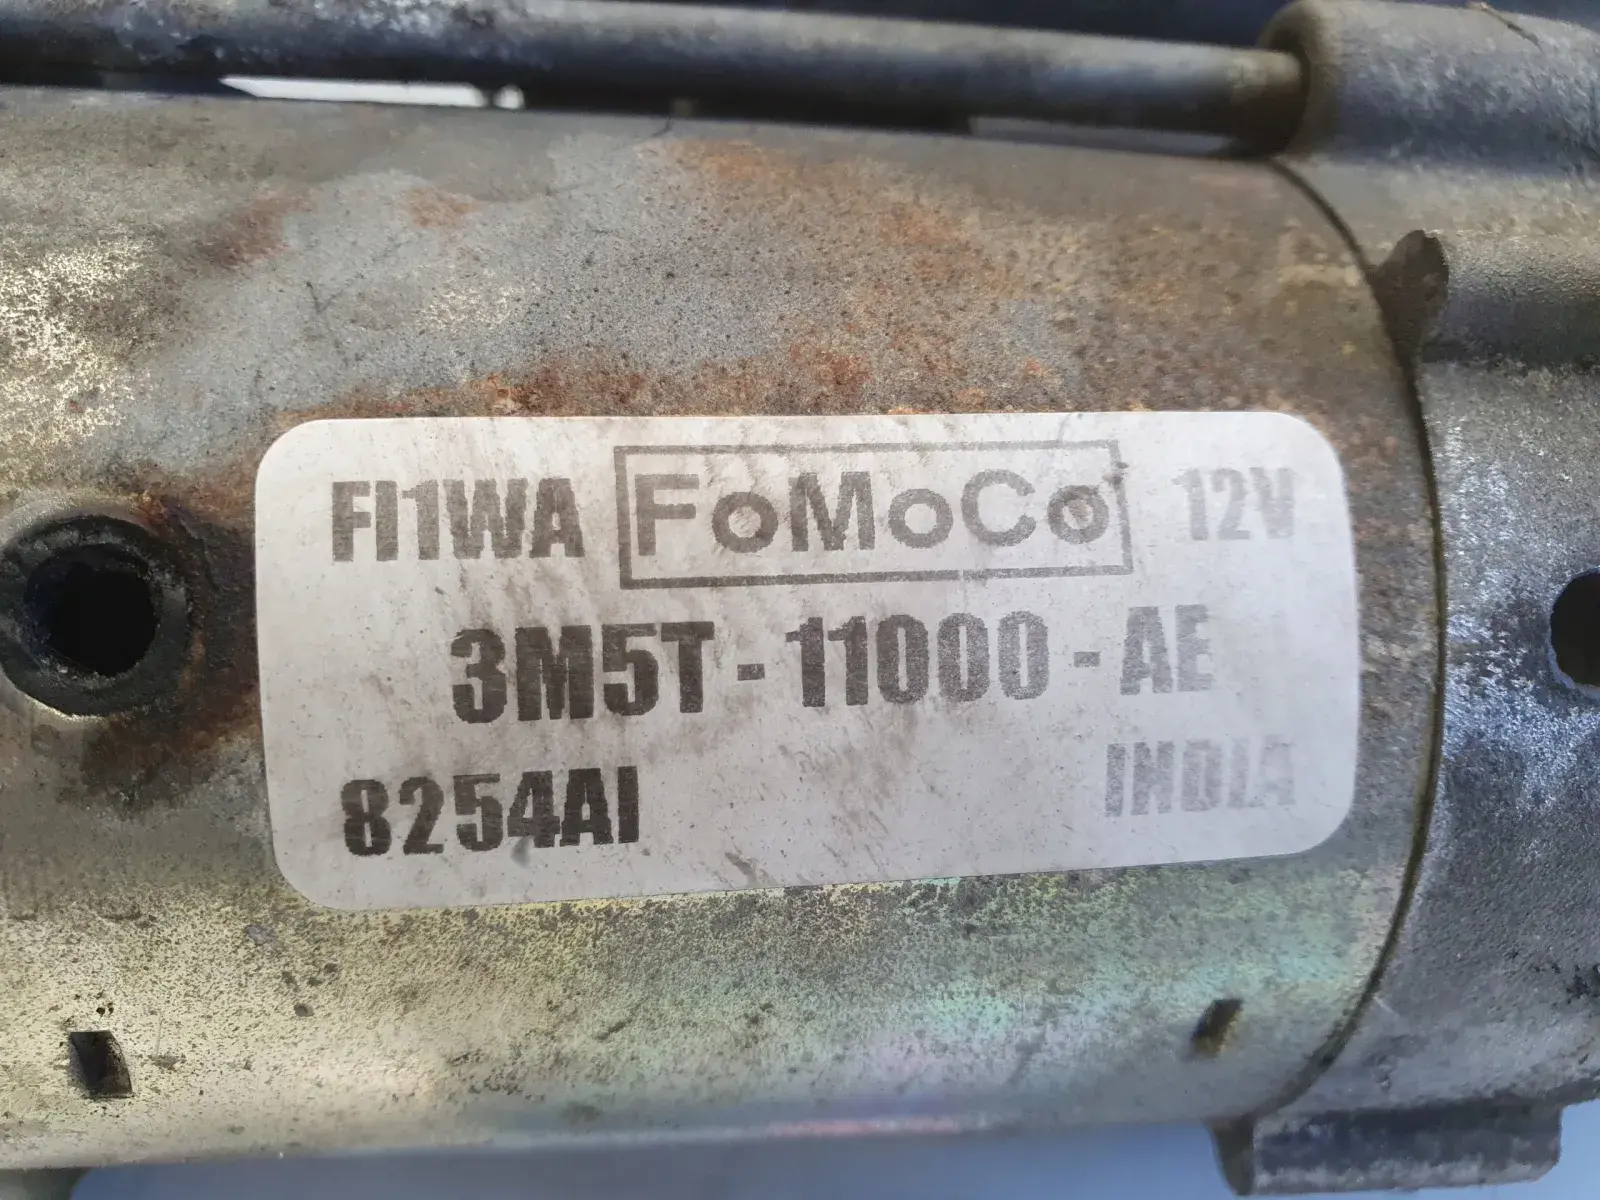 FI1WA FoMoCo 12V
3M5T - 11000 - AE
8254AI INDIA